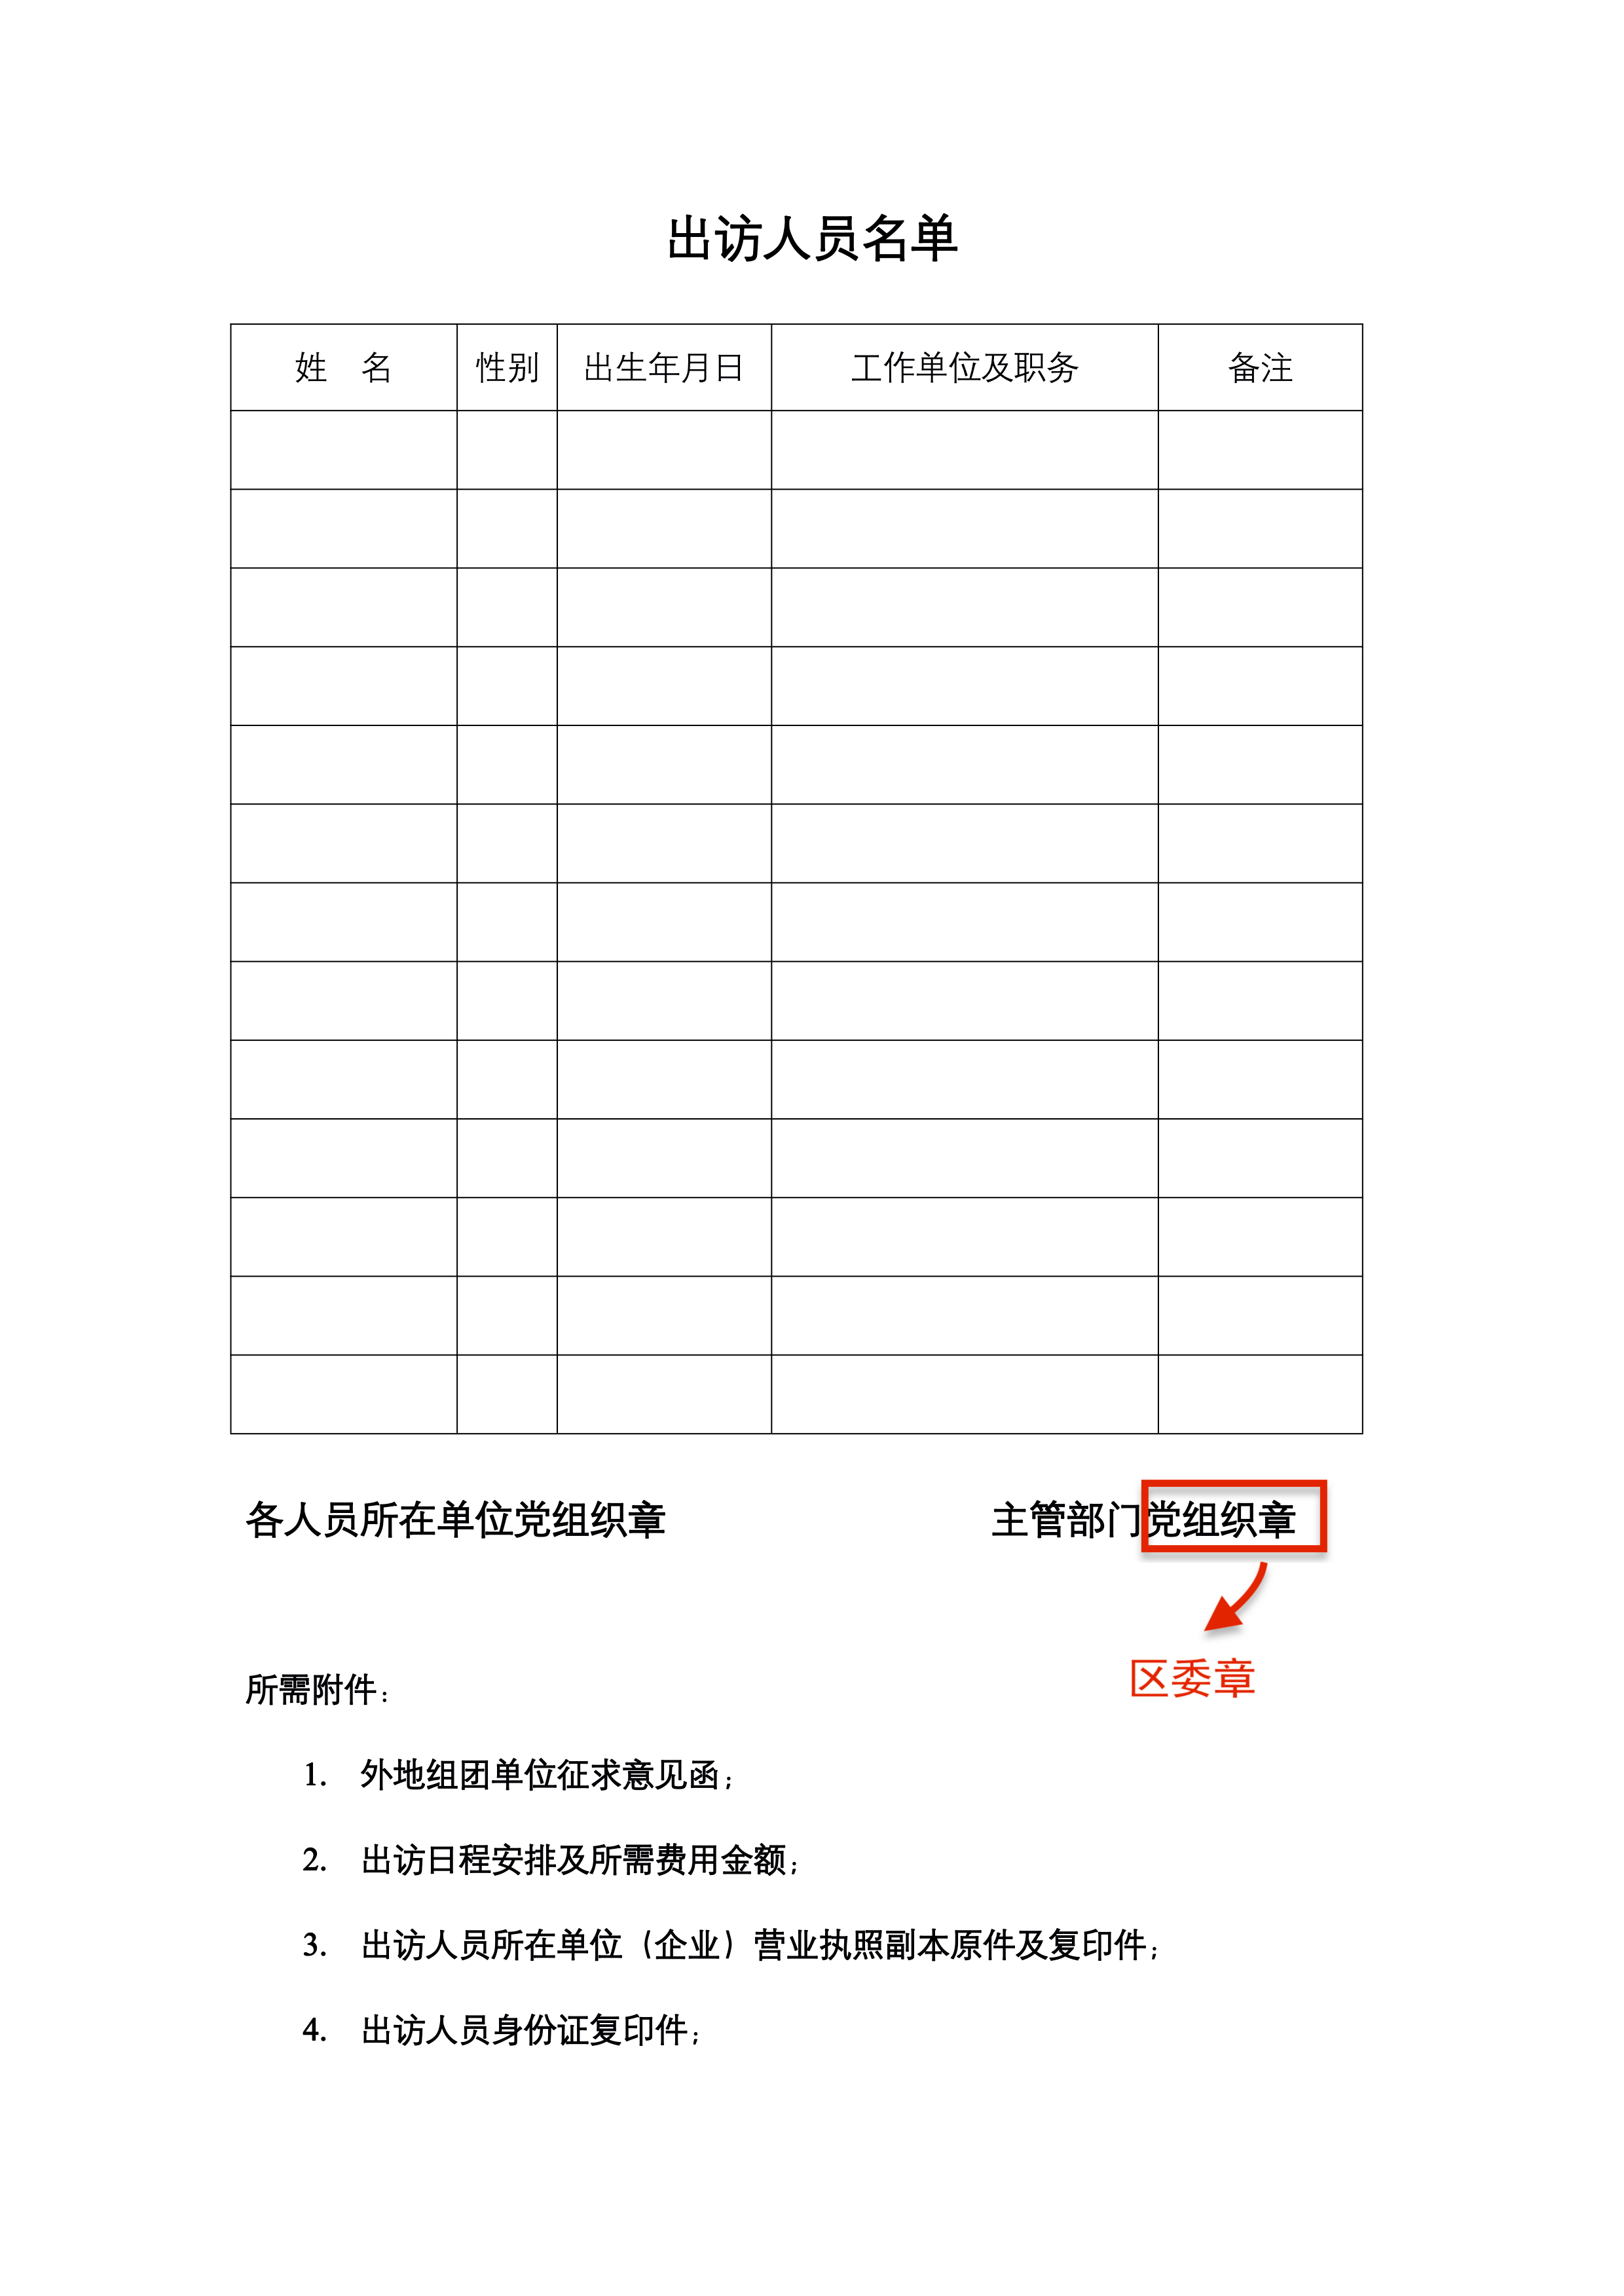 出访人员名单
姓　名 性别 出生年月日 工作单位及职务 备注
各人员所在单位党组织章 主管部门党组织章
区委章
所需附件：
1. 外地组团单位征求意见函；
2. 出访日程安排及所需费用金额；
3. 出访人员所在单位（企业）营业执照副本原件及复印件；
4. 出访人员身份证复印件；